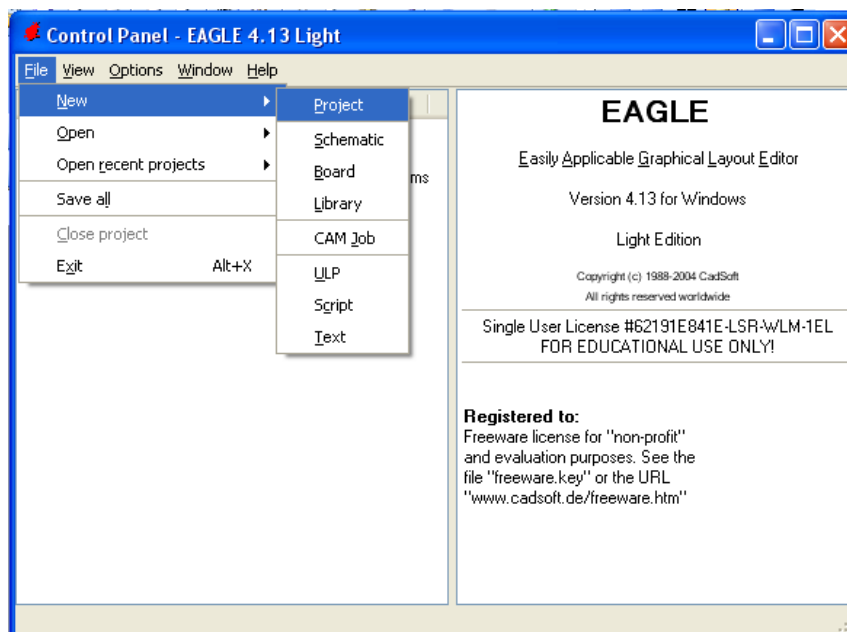 Control Panel - EAGLE 4.13 Light
File View Options Window Help
New
Open
Open recent projects
Save all
Close project
Exit Alt+X
Project
Schematic
Board
Library
CAM Job
ULP
Script
Text
ms
EAGLE
Easily Applicable Graphical Layout Editor
Version 4.13 for Windows
Light Edition
Copyright (c) 1988-2004 CadSoft
All rights reserved worldwide
Single User License #62191E841E-LSR-WLM-1EL
FOR EDUCATIONAL USE ONLY!
Registered to:
Freeware license for "non-profit"
and evaluation purposes. See the
file "freeware.key" or the URL
"www.cadsoft.de/freeware.htm"